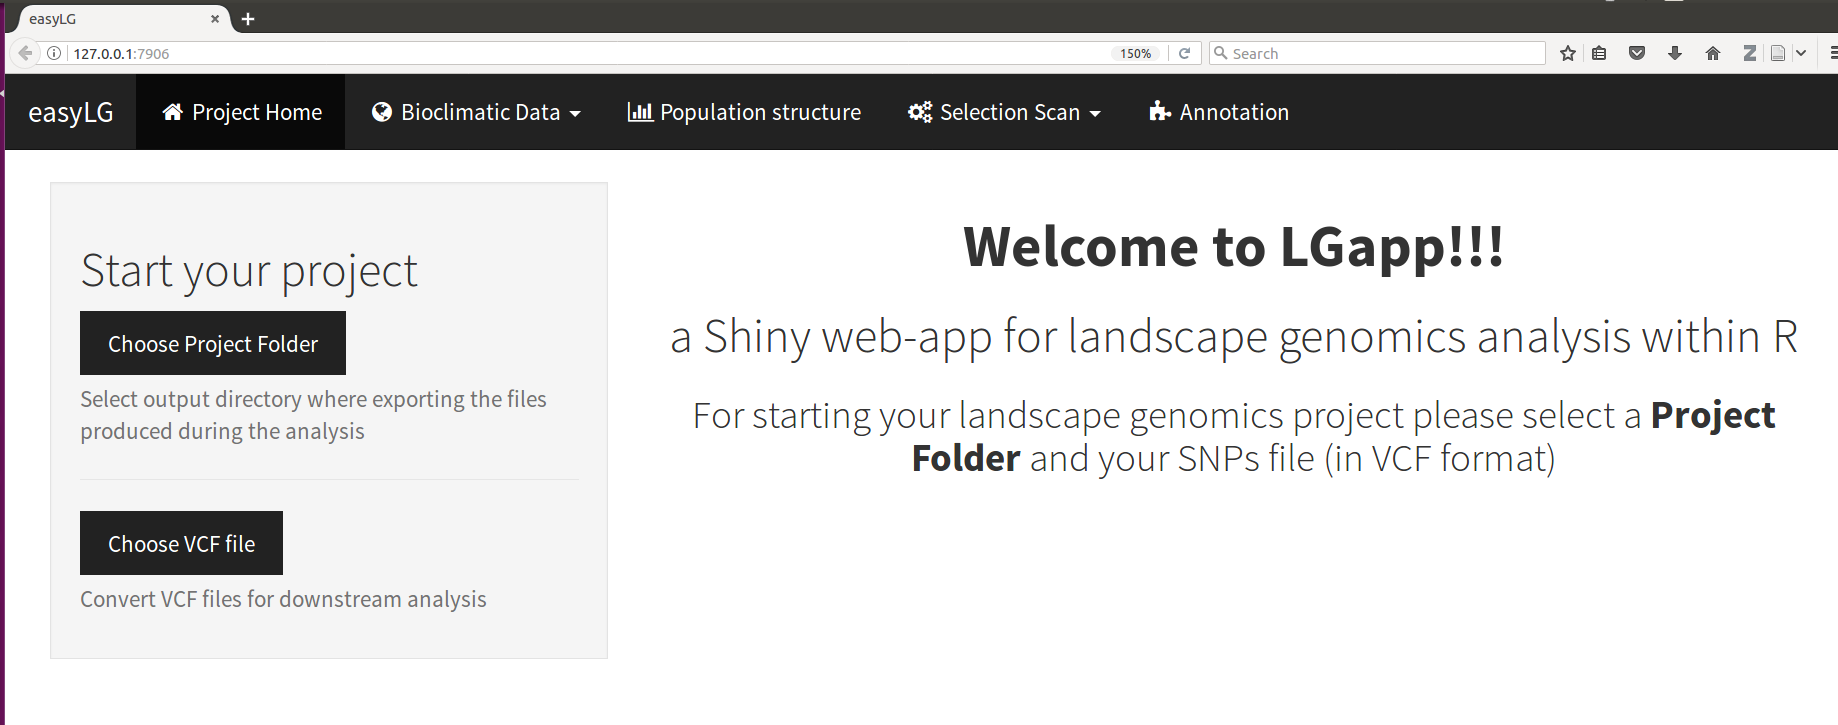 easyLG
127.0.0.1:7906
150%
Search
easyLG
Project Home
Bioclimatic Data
Population structure
Selection Scan
Annotation
Start your project
Choose Project Folder
Select output directory where exporting the files
produced during the analysis
Choose VCF file
Convert VCF files for downstream analysis
Welcome to LGapp!!!
a Shiny web-app for landscape genomics analysis within R
For starting your landscape genomics project please select a Project
Folder and your SNPs file (in VCF format)